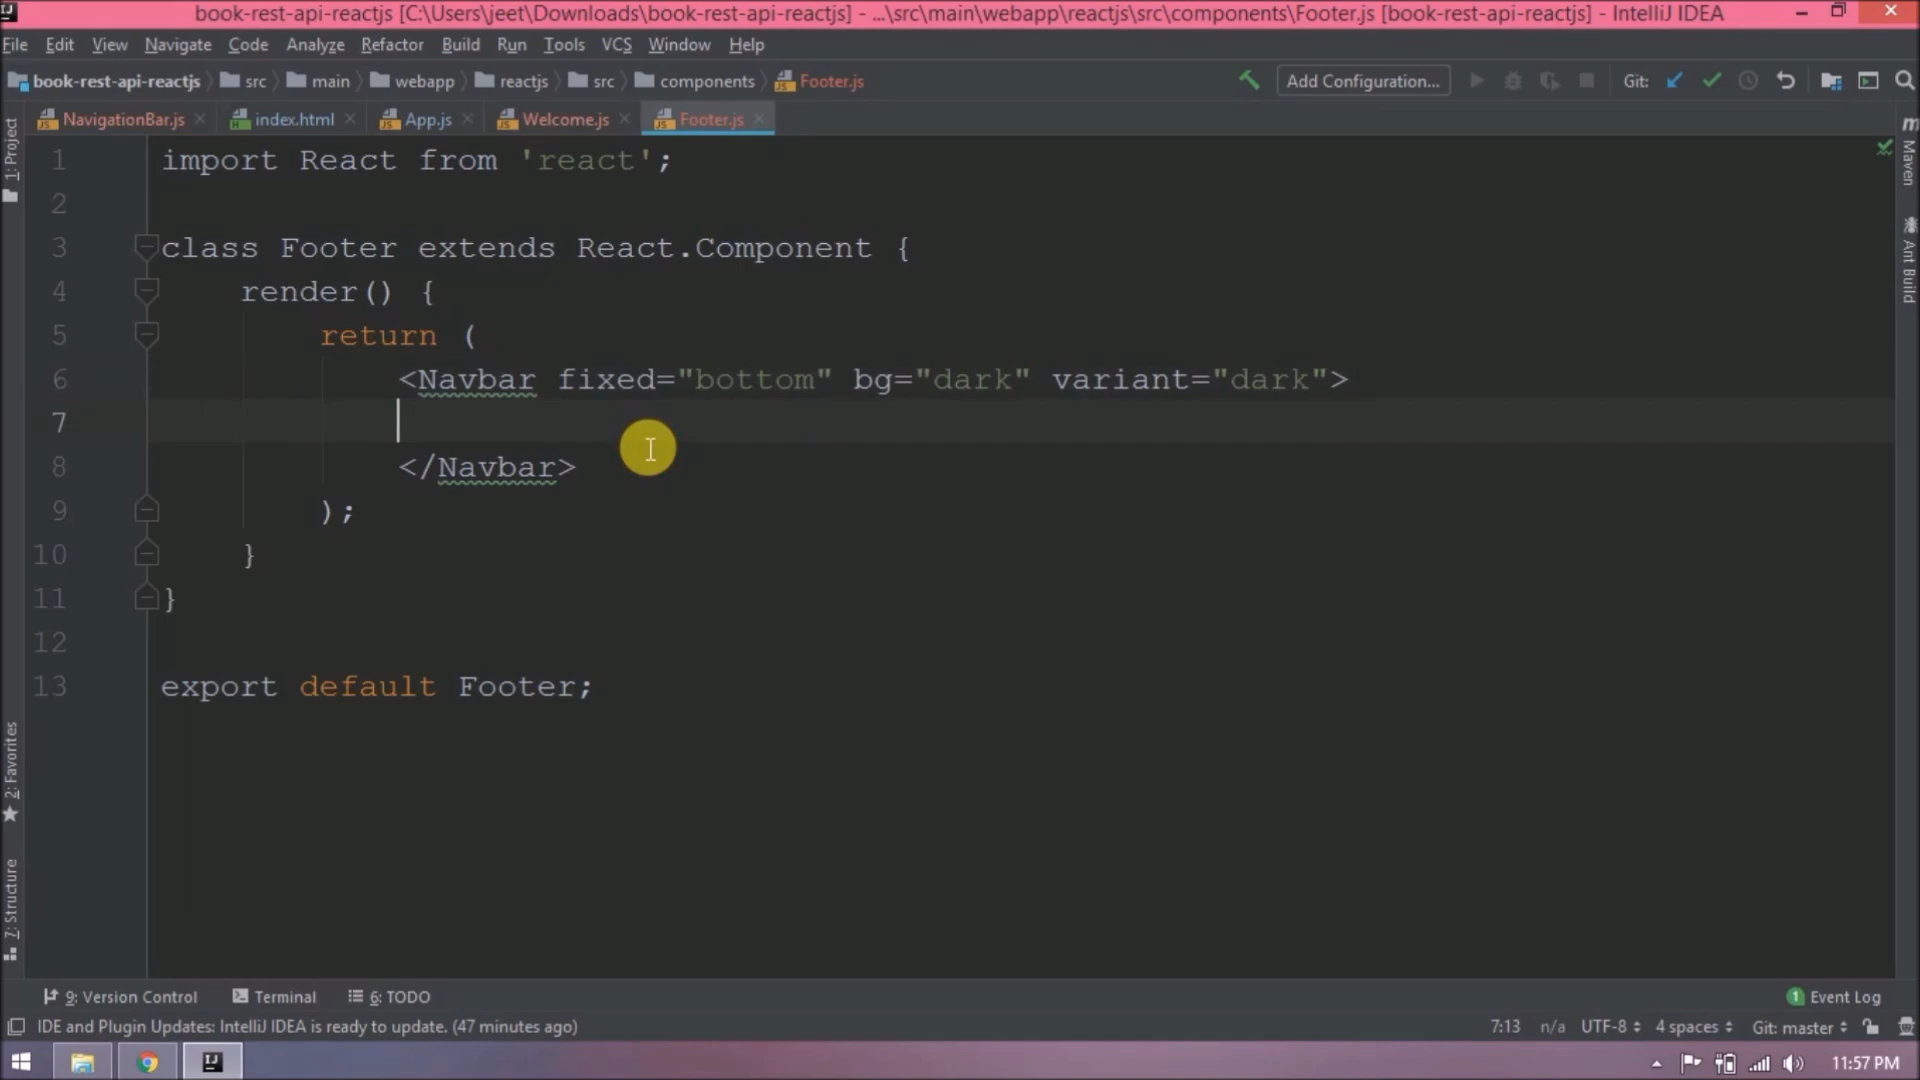 book-rest-api-reactjs [C:\Users\jeet\Downloads\book-rest-api-reactjs] - ...\src\main\webapp\reactjs\src\components\Footer.js [book-rest-api-reactjs] - IntelliJ IDEA
File Edit View Navigate Code Analyze Refactor Build Run Tools VCS Window Help
book-rest-api-reactjs src main webapp reactjs src components Footer.js Add Configuration... Git:
NavigationBar.js index.html App.js Welcome.js Footer.js
1: Project
Maven
Ant Build
1 import React from 'react';
2
3 class Footer extends React.Component {
4 render() {
5 return (
6 <Navbar fixed="bottom" bg="dark" variant="dark">
7
8 </Navbar>
9 );
10 }
11 }
12
13 export default Footer;
2: Favorites
7: Structure
9: Version Control Terminal 6: TODO 1 Event Log
IDE and Plugin Updates: IntelliJ IDEA is ready to update. (47 minutes ago) 7:13 n/a UTF-8 4 spaces Git: master
11:57 PM